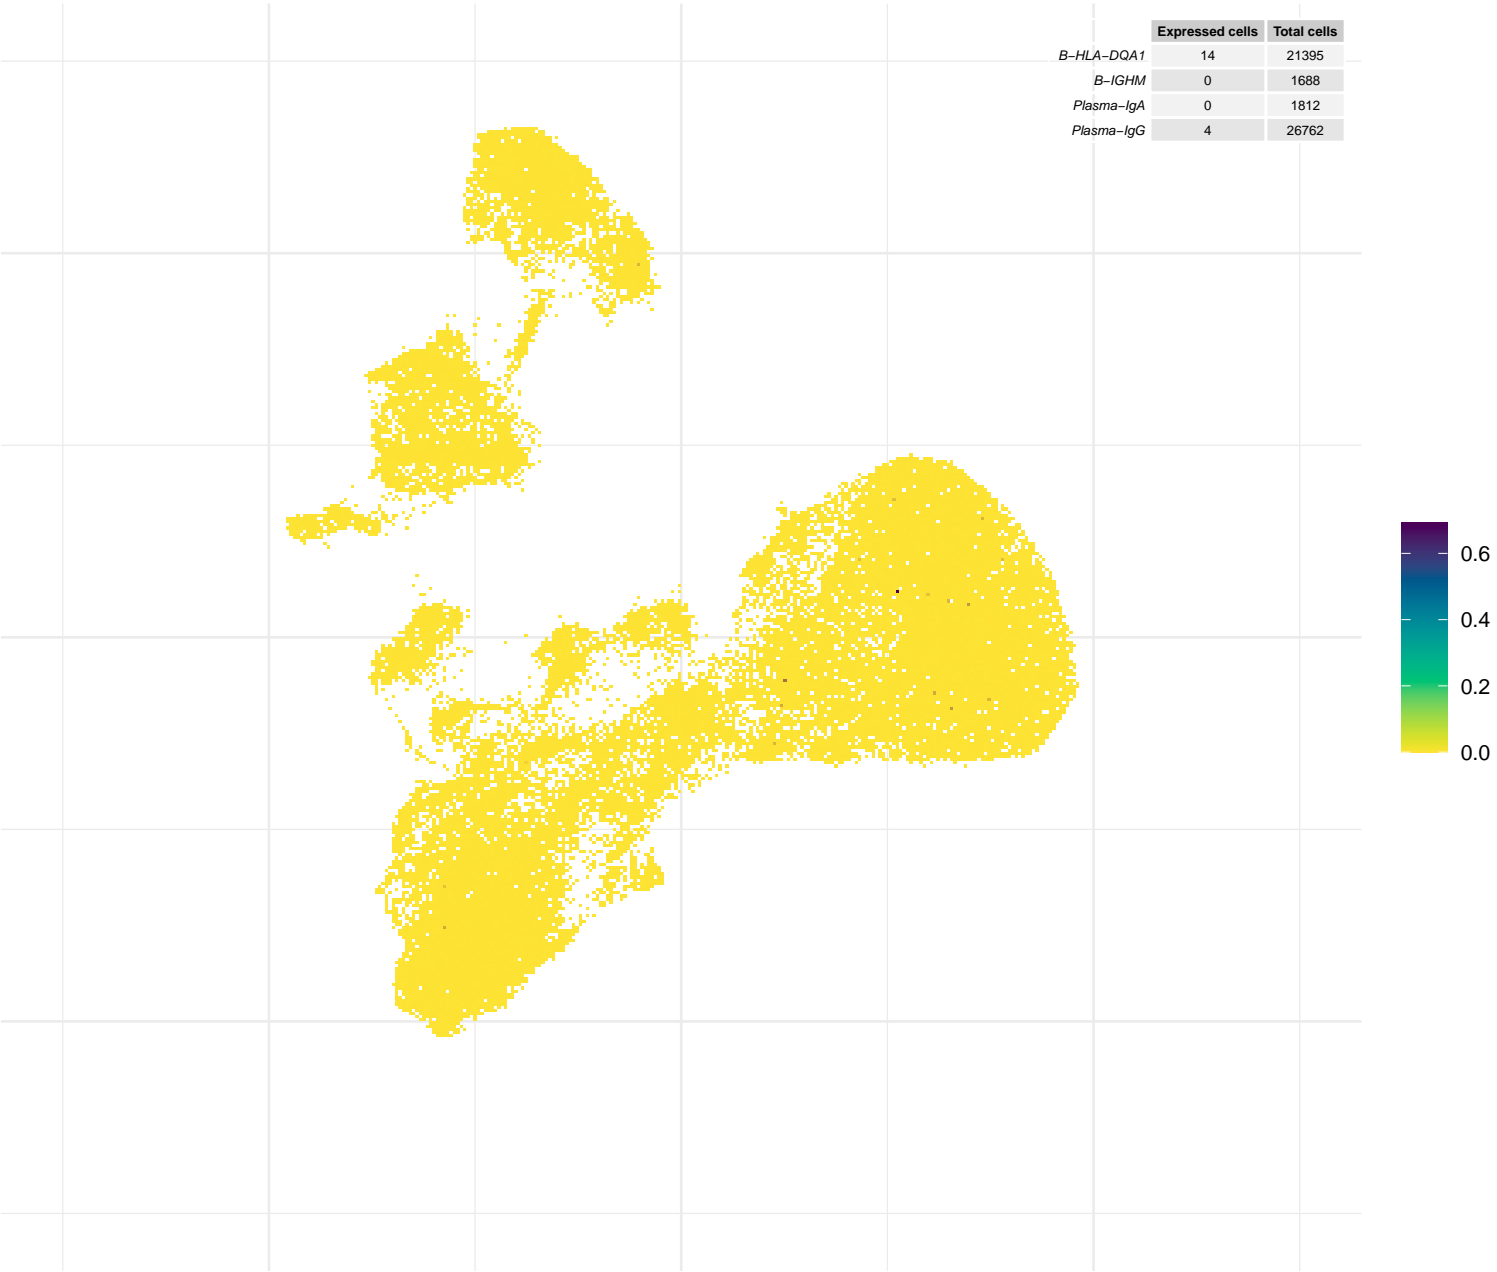 Expressed cells Total cells
B−HLA−DQA1 14 21395
B−IGHM 0 1688
Plasma−IgA 0 1812
Plasma−IgG 4 26762
0.6
0.4
0.2
0.0